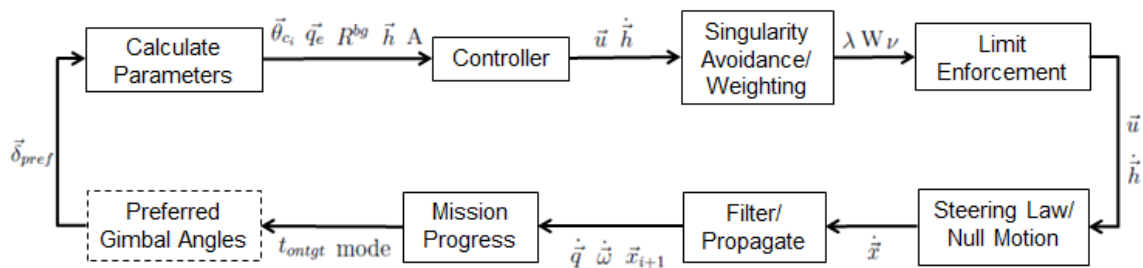 Calculate
Parameters
θ⃗_{c_i} q⃗_e R^{bg} h⃗ A
Controller
u⃗ ḣ⃗
Singularity
Avoidance/
Weighting
λ W ν
Limit
Enforcement
u⃗
ḣ⃗
Steering Law/
Null Motion
ẋ⃗
Filter/
Propagate
q̇⃗ ω̇⃗ x⃗_{i+1}
Mission
Progress
t_{ontgt} mode
Preferred
Gimbal Angles
δ⃗_{pref}